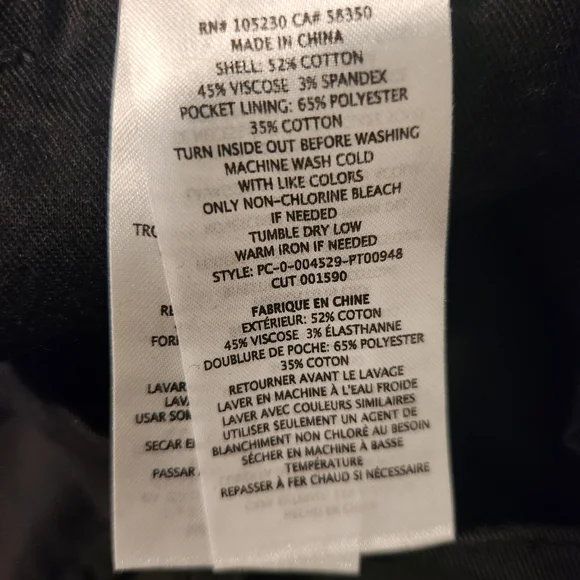 RN# 105230 CA# 58350
MADE IN CHINA
SHELL: 52% COTTON
45% VISCOSE 3% SPANDEX
POCKET LINING: 65% POLYESTER
35% COTTON
TURN INSIDE OUT BEFORE WASHING
MACHINE WASH COLD
WITH LIKE COLORS
ONLY NON-CHLORINE BLEACH
IF NEEDED
TUMBLE DRY LOW
WARM IRON IF NEEDED
STYLE: PC-0-004529-PT00948
CUT 001590
FABRIQUE EN CHINE
EXTÉRIEUR: 52% COTON
45% VISCOSE 3% ÉLASTHANNE
DOUBLURE DE POCHE: 65% POLYESTER
35% COTON
RETOURNER AVANT LE LAVAGE
LAVER EN MACHINE À L'EAU FROIDE
LAVER AVEC COULEURS SIMILAIRES
UTILISER SEULEMENT UN AGENT DE
BLANCHIMENT NON CHLORÉ AU BESOIN
SÉCHER EN MACHINE À BASSE
TEMPÉRATURE
REPASSER À FER CHAUD SI NÉCESSAIRE
LAVAR
USAR
SECAR
PASSAR